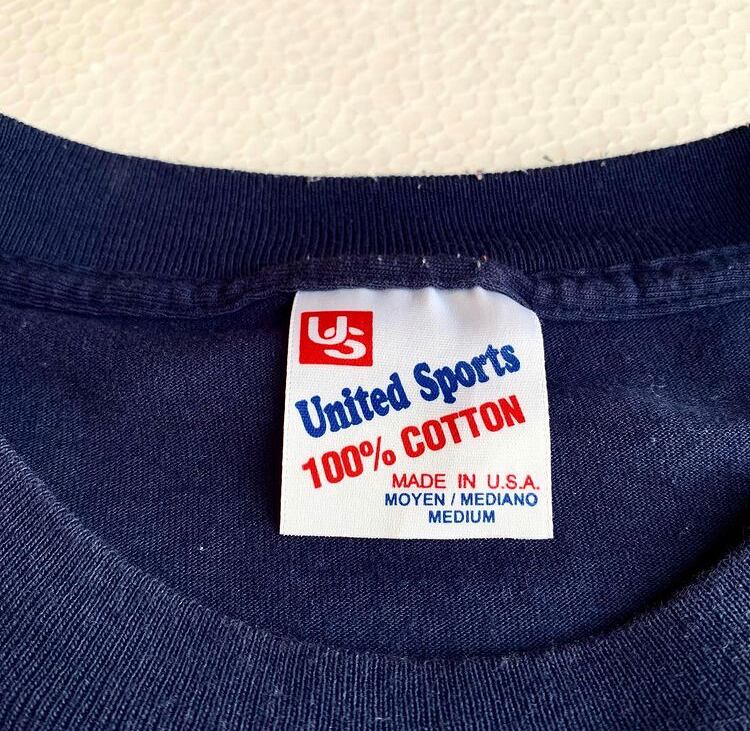 US
United Sports
100% COTTON
MADE IN U.S.A.
MOYEN / MEDIANO
MEDIUM